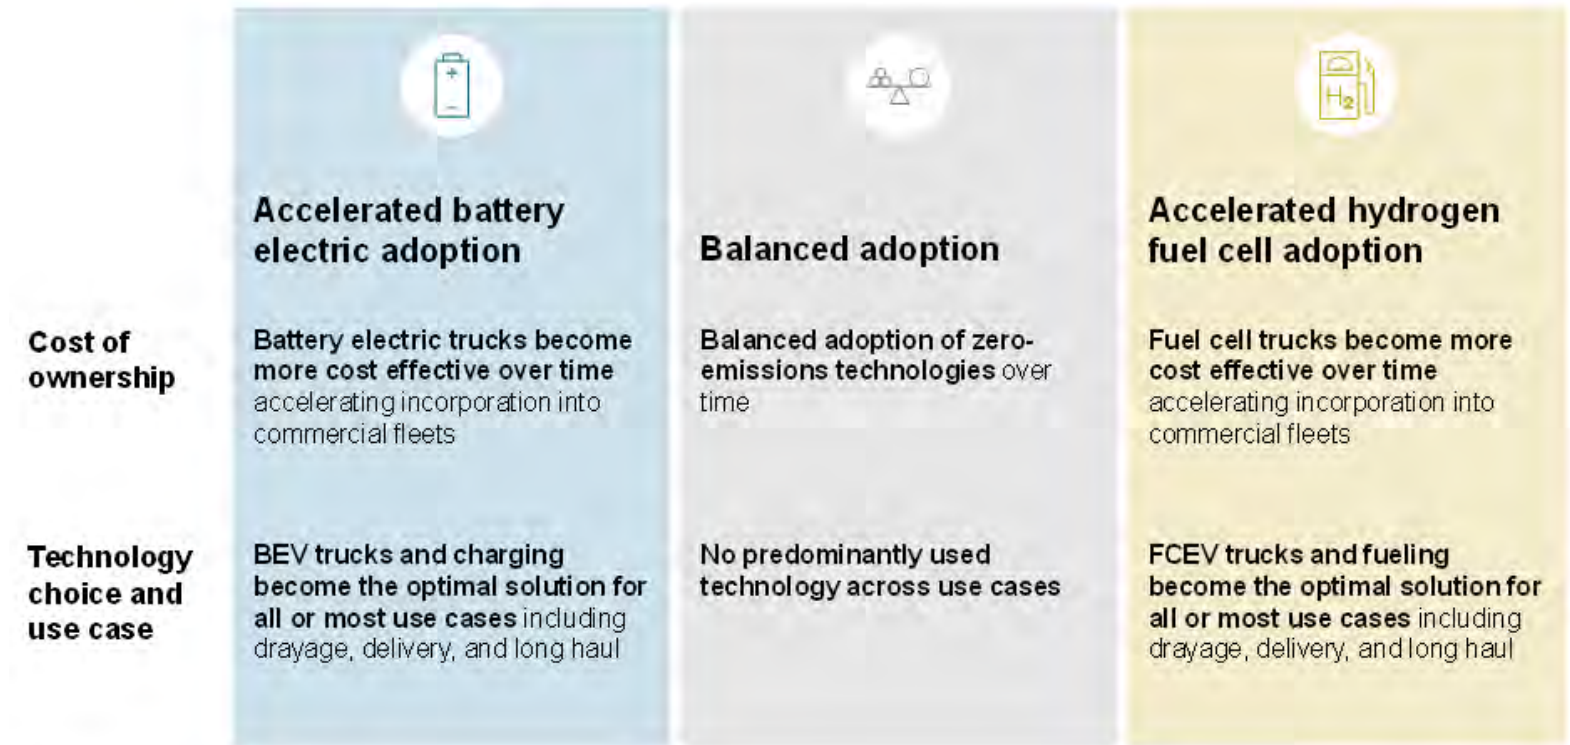 +
−
H2
Accelerated battery
electric adoption
Balanced adoption
Accelerated hydrogen
fuel cell adoption
Cost of
ownership
Battery electric trucks become
more cost effective over time
accelerating incorporation into
commercial fleets
Balanced adoption of zero-
emissions technologies over
time
Fuel cell trucks become more
cost effective over time
accelerating incorporation into
commercial fleets
Technology
choice and
use case
BEV trucks and charging
become the optimal solution for
all or most use cases including
drayage, delivery, and long haul
No predominantly used
technology across use cases
FCEV trucks and fueling
become the optimal solution for
all or most use cases including
drayage, delivery, and long haul